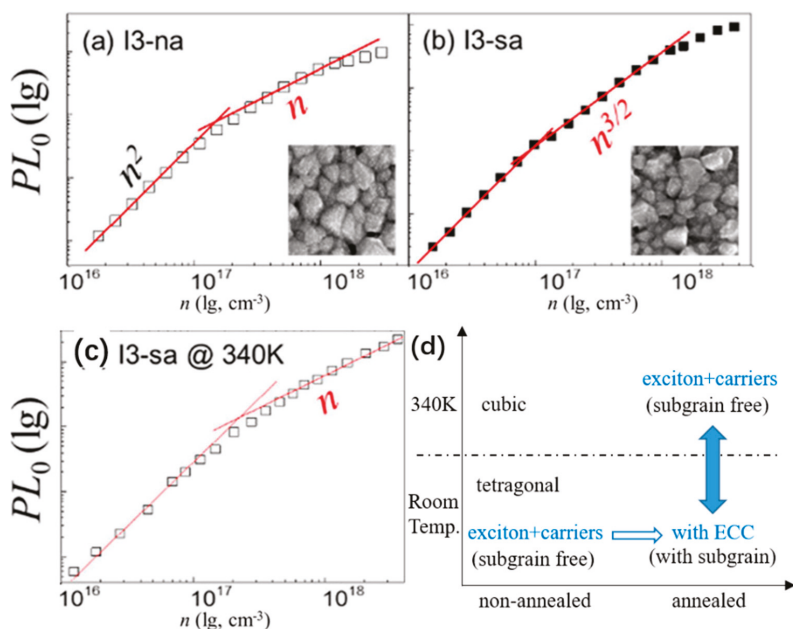 (a) I3-na
PL₀ (lg)
n²
n
10¹⁶
10¹⁷
10¹⁸
n (lg, cm⁻³)
(b) I3-sa
n³ᐟ²
10¹⁶
10¹⁷
10¹⁸
n (lg, cm⁻³)
(c) I3-sa @ 340K
PL₀ (lg)
n
10¹⁶
10¹⁷
10¹⁸
n (lg, cm⁻³)
(d)
340K
cubic
exciton+carriers
(subgrain free)
Room
Temp.
tetragonal
exciton+carriers
(subgrain free)
with ECC
(with subgrain)
non-annealed
annealed